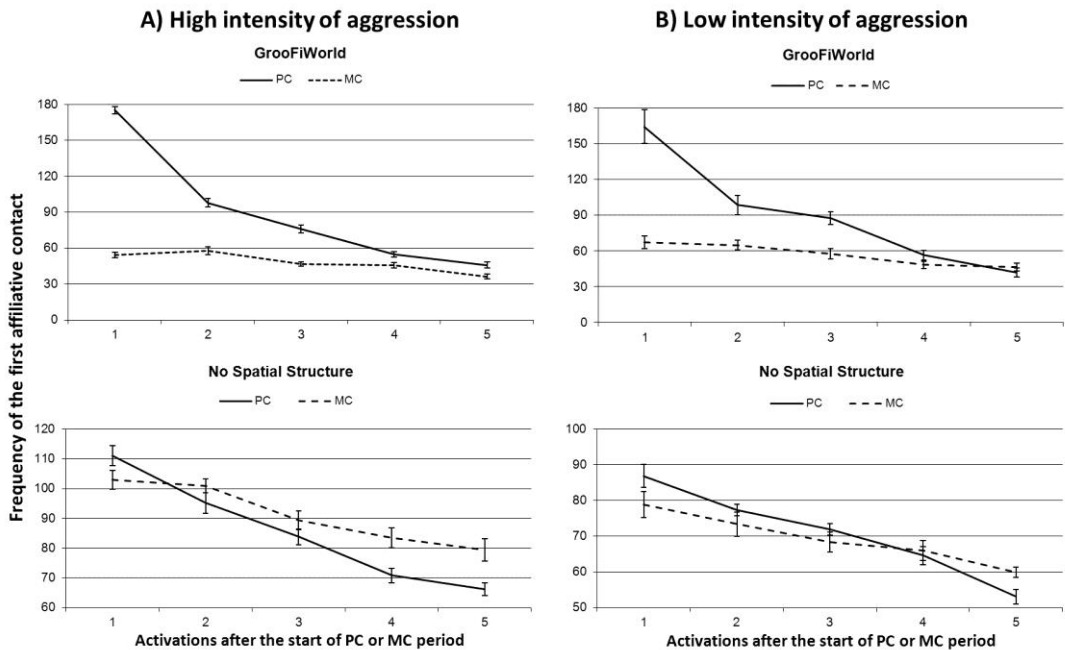 A) High intensity of aggression
GrooFiWorld
PC MC
180
150
120
90
60
30
0
1 2 3 4 5
No Spatial Structure
PC MC
120
110
100
90
80
70
60
1 2 3 4 5
Activations after the start of PC or MC period
Frequency of the first affiliative contact
B) Low intensity of aggression
GrooFiWorld
PC MC
180
150
120
90
60
30
0
1 2 3 4 5
No Spatial Structure
PC MC
100
90
80
70
60
50
1 2 3 4 5
Activations after the start of PC or MC period